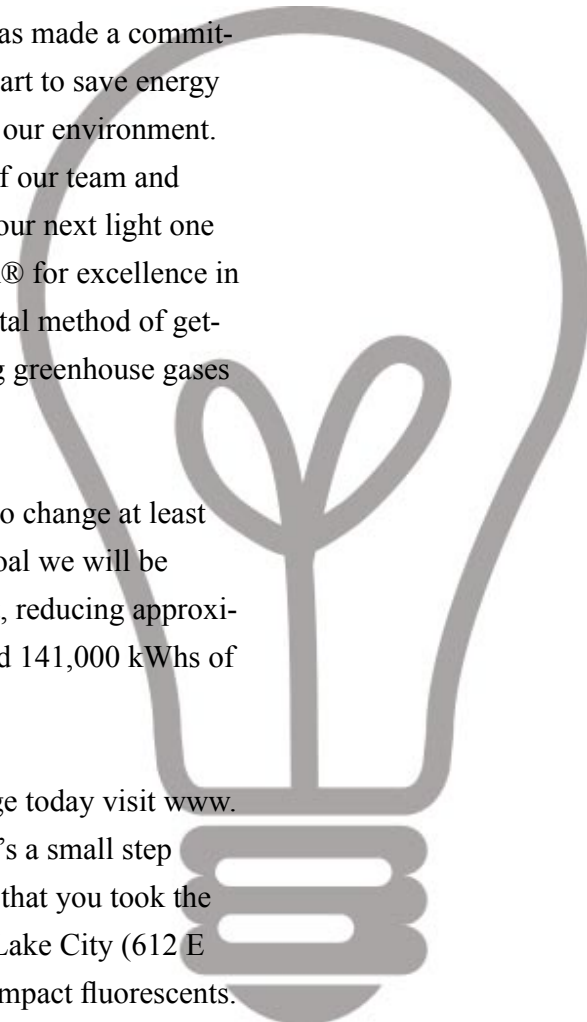 as made a commit-
art to save energy
our environment.
f our team and
our next light one
® for excellence in
tal method of get-
g greenhouse gases
o change at least
oal we will be
, reducing approxi-
d 141,000 kWhs of
ge today visit www.
's a small step
that you took the
Lake City (612 E
mpact fluorescents.